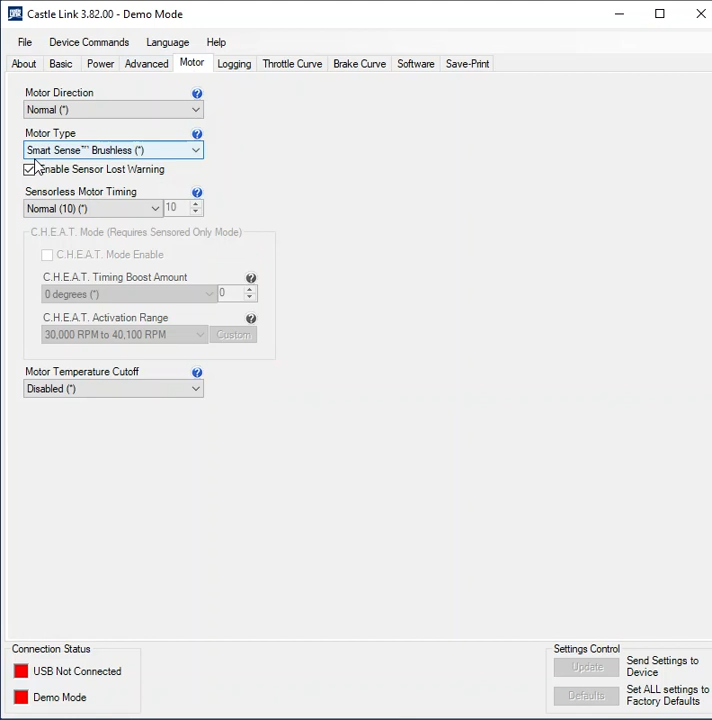 Castle Link 3.82.00 - Demo Mode
File Device Commands Language Help
About Basic Power Advanced Motor Logging Throttle Curve Brake Curve Software Save-Print
Motor Direction
Normal (*)
Motor Type
Smart Sense™ Brushless (*)
Enable Sensor Lost Warning
Sensorless Motor Timing
Normal (10) (*) 10
C.H.E.A.T. Mode (Requires Sensored Only Mode)
C.H.E.A.T. Mode Enable
C.H.E.A.T. Timing Boost Amount
0 degrees (*) 0
C.H.E.A.T. Activation Range
30,000 RPM to 40,100 RPM Custom
Motor Temperature Cutoff
Disabled (*)
Connection Status
USB Not Connected
Demo Mode
Settings Control
Update Send Settings to
Device
Defaults Set ALL settings to
Factory Defaults